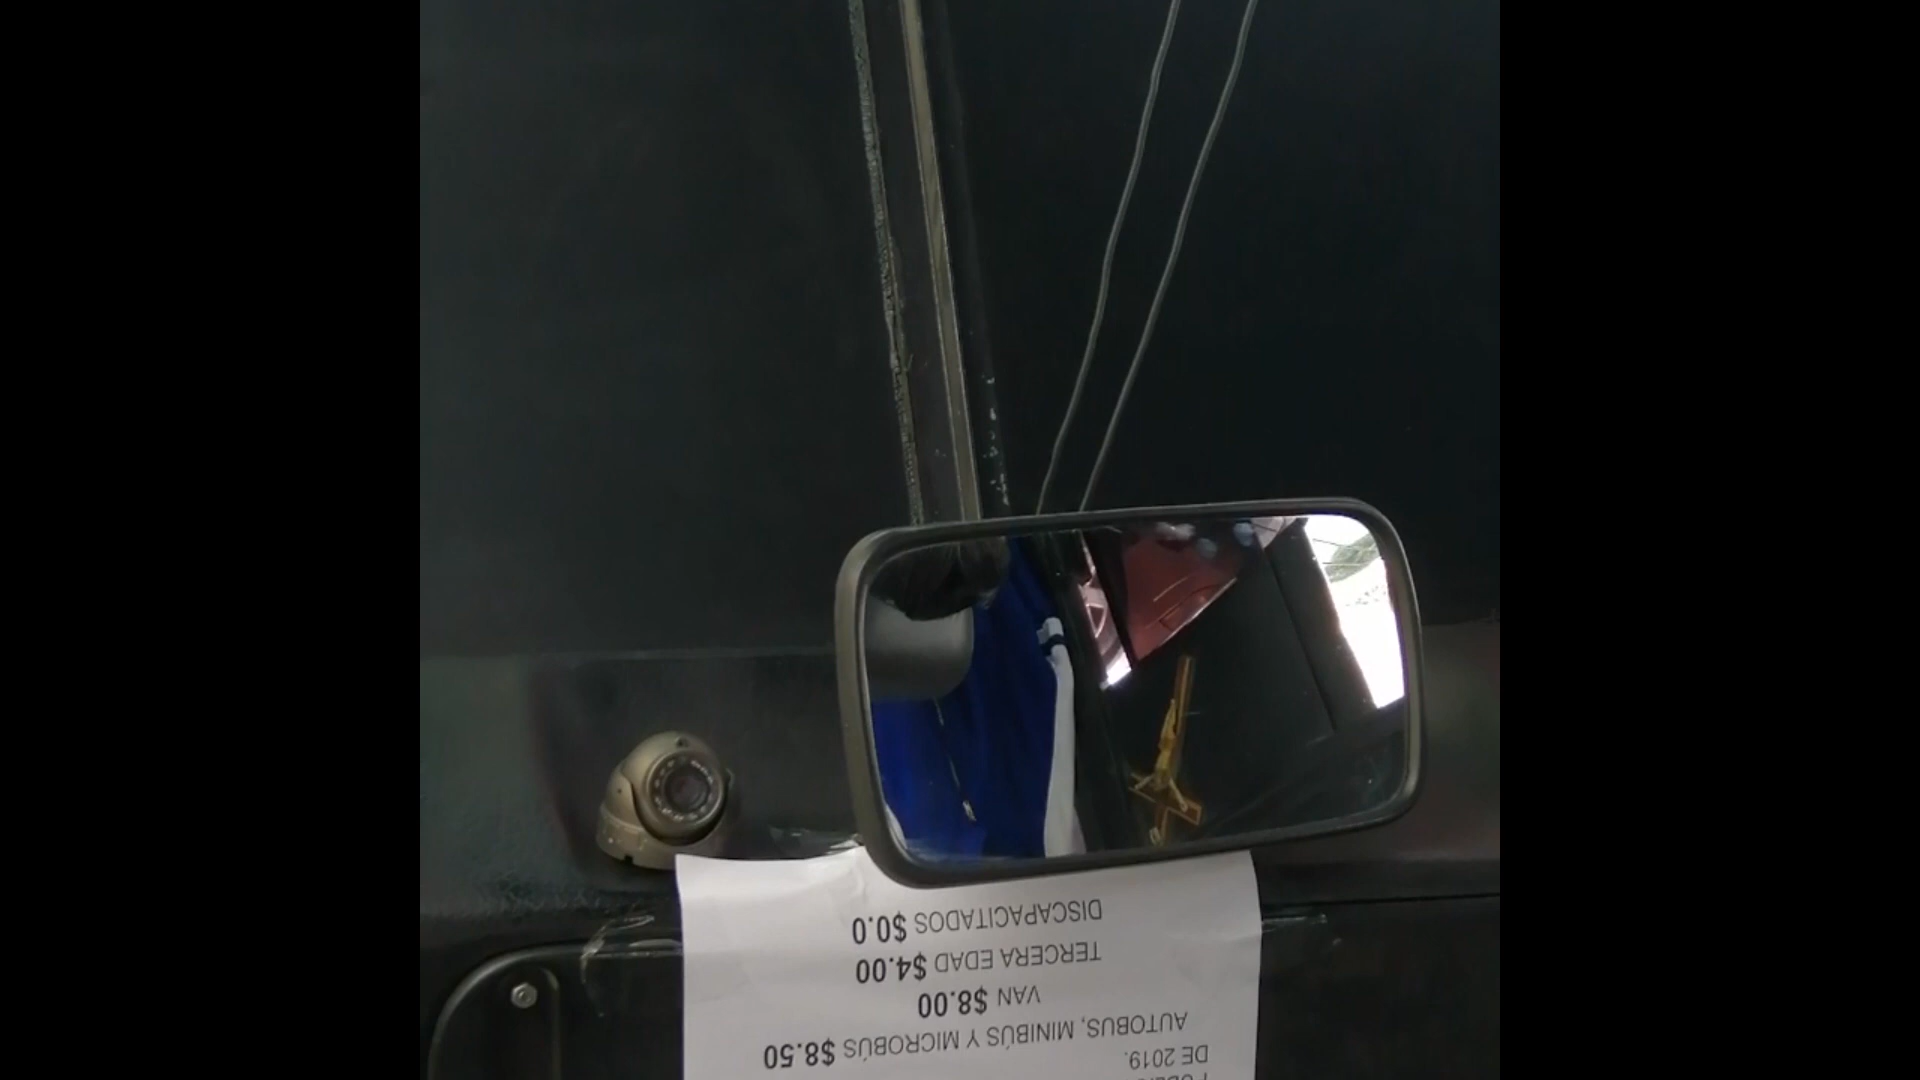 DE 2019.
AUTOBUS, MINIBÚS Y MICROBÚS $8.50
VAN $8.00
TERCERA EDAD $4.00
DISCAPACITADOS $0.0